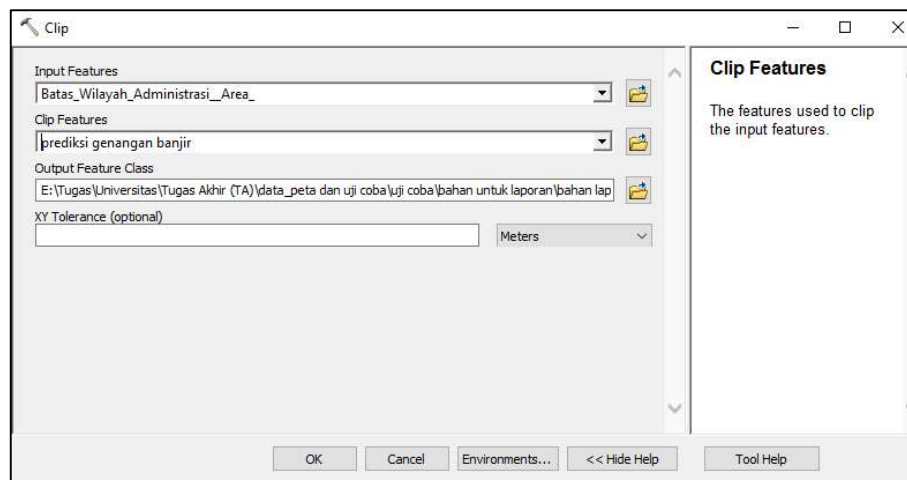 Clip
Input Features
Batas_Wilayah_Administrasi__Area_
Clip Features
prediksi genangan banjir
Output Feature Class
E:\Tugas\Universitas\Tugas Akhir (TA)\data_peta dan uji coba\uji coba\bahan untuk laporan\bahan lap
XY Tolerance (optional)
Meters
OK
Cancel
Environments...
<< Hide Help
Clip Features
The features used to clip
the input features.
Tool Help